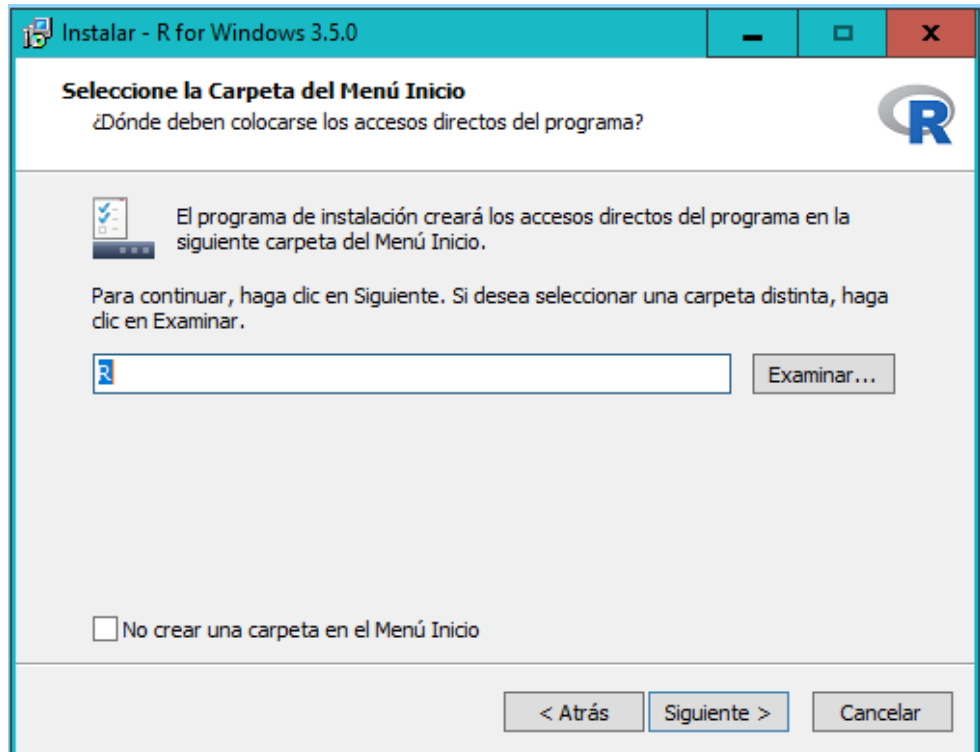 Instalar - R for Windows 3.5.0
Seleccione la Carpeta del Menú Inicio
¿Dónde deben colocarse los accesos directos del programa?
R
El programa de instalación creará los accesos directos del programa en la
siguiente carpeta del Menú Inicio.
Para continuar, haga clic en Siguiente. Si desea seleccionar una carpeta distinta, haga
clic en Examinar.
R
Examinar...
No crear una carpeta en el Menú Inicio
< Atrás
Siguiente >
Cancelar